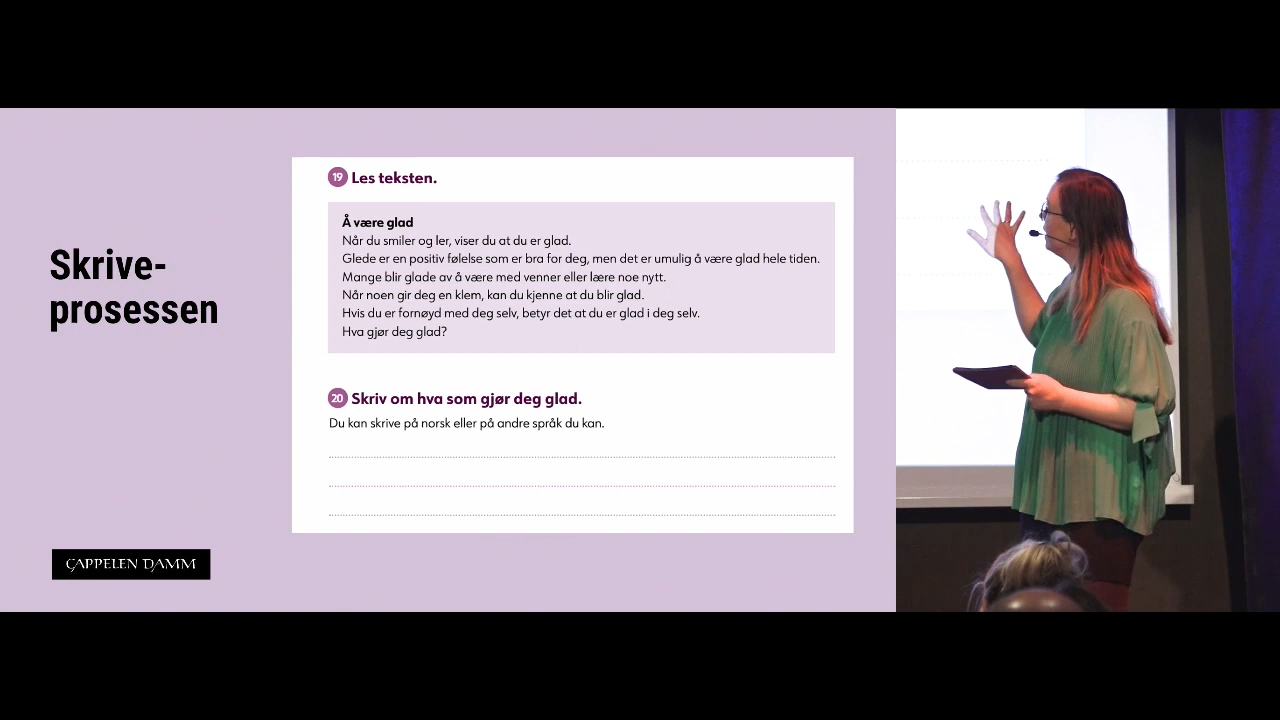 Skrive-
prosessen
19 Les teksten.
Å være glad
Når du smiler og ler, viser du at du er glad.
Glede er en positiv følelse som er bra for deg, men det er umulig å være glad hele tiden.
Mange blir glade av å være med venner eller lære noe nytt.
Når noen gir deg en klem, kan du kjenne at du blir glad.
Hvis du er fornøyd med deg selv, betyr det at du er glad i deg selv.
Hva gjør deg glad?
20 Skriv om hva som gjør deg glad.
Du kan skrive på norsk eller på andre språk du kan.
CAPPELEN DAMM